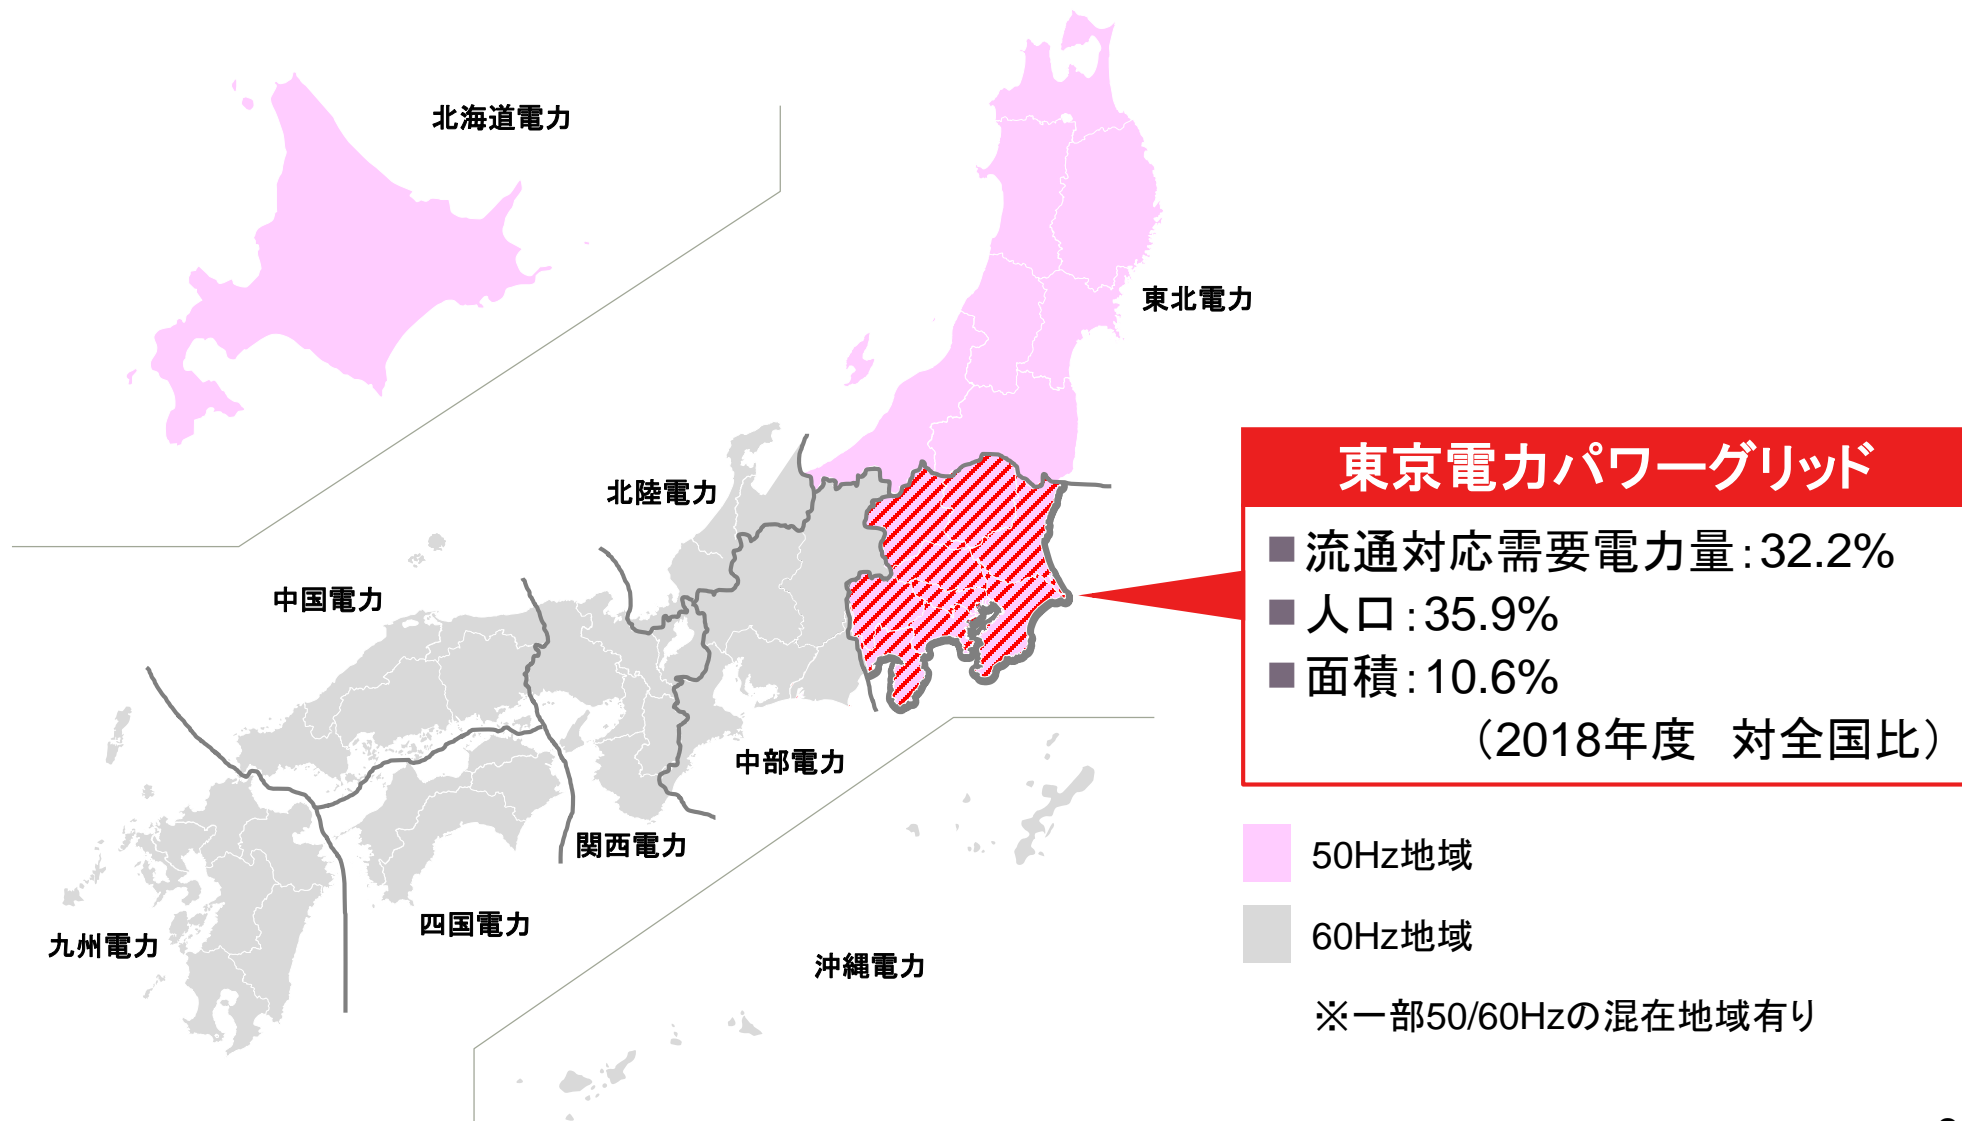 北海道電力
東北電力
北陸電力
中国電力
中部電力
関西電力
四国電力
九州電力
沖縄電力
東京電力パワーグリッド
■流通対応需要電力量：32.2%
■人口：35.9%
■面積：10.6%
（2018年度　対全国比）
50Hz地域
60Hz地域
※一部50/60Hzの混在地域有り